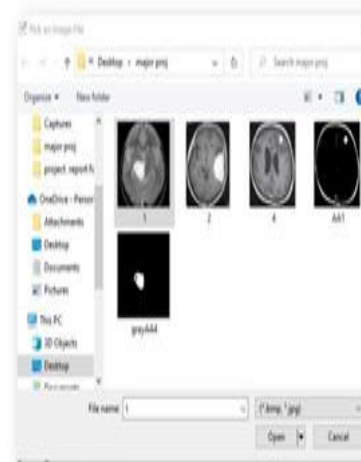 Pick an Image File
« Desktop › major proj
Search major proj
Organize
New folder
Captures
major proj
project report
OneDrive - Person
Attachments
Desktop
Documents
Pictures
This PC
3D Objects
Desktop
Documents
1
2
4
AA1
greyAA4
File name: 1
(*.bmp, *.jpg)
Open
Cancel